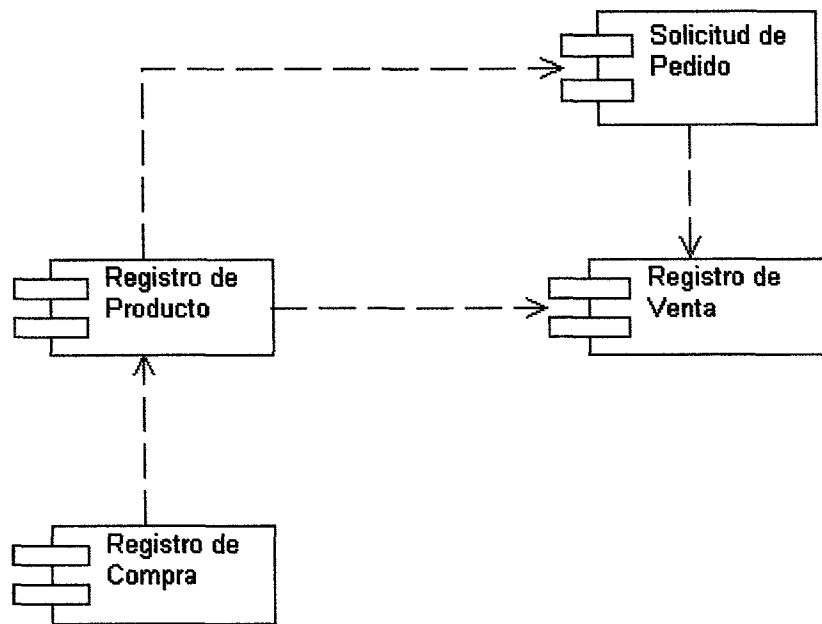 Solicitud de
Pedido
Registro de
Producto
Registro de
Venta
Registro de
Compra